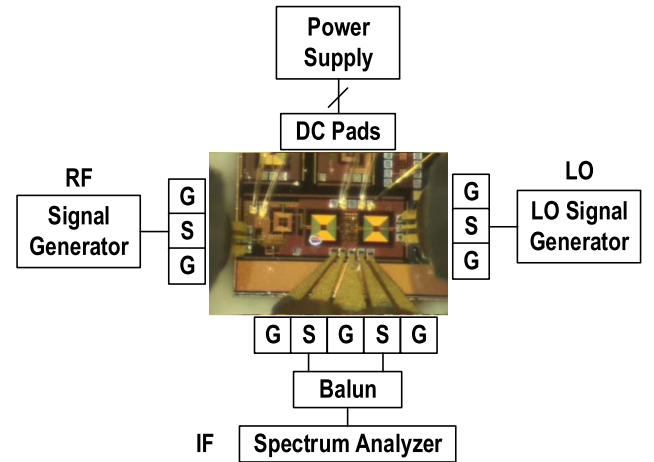 Power
Supply
DC Pads
RF
Signal
Generator
G
S
G
G
S
G
LO
LO Signal
Generator
G S G S G
Balun
IF
Spectrum Analyzer